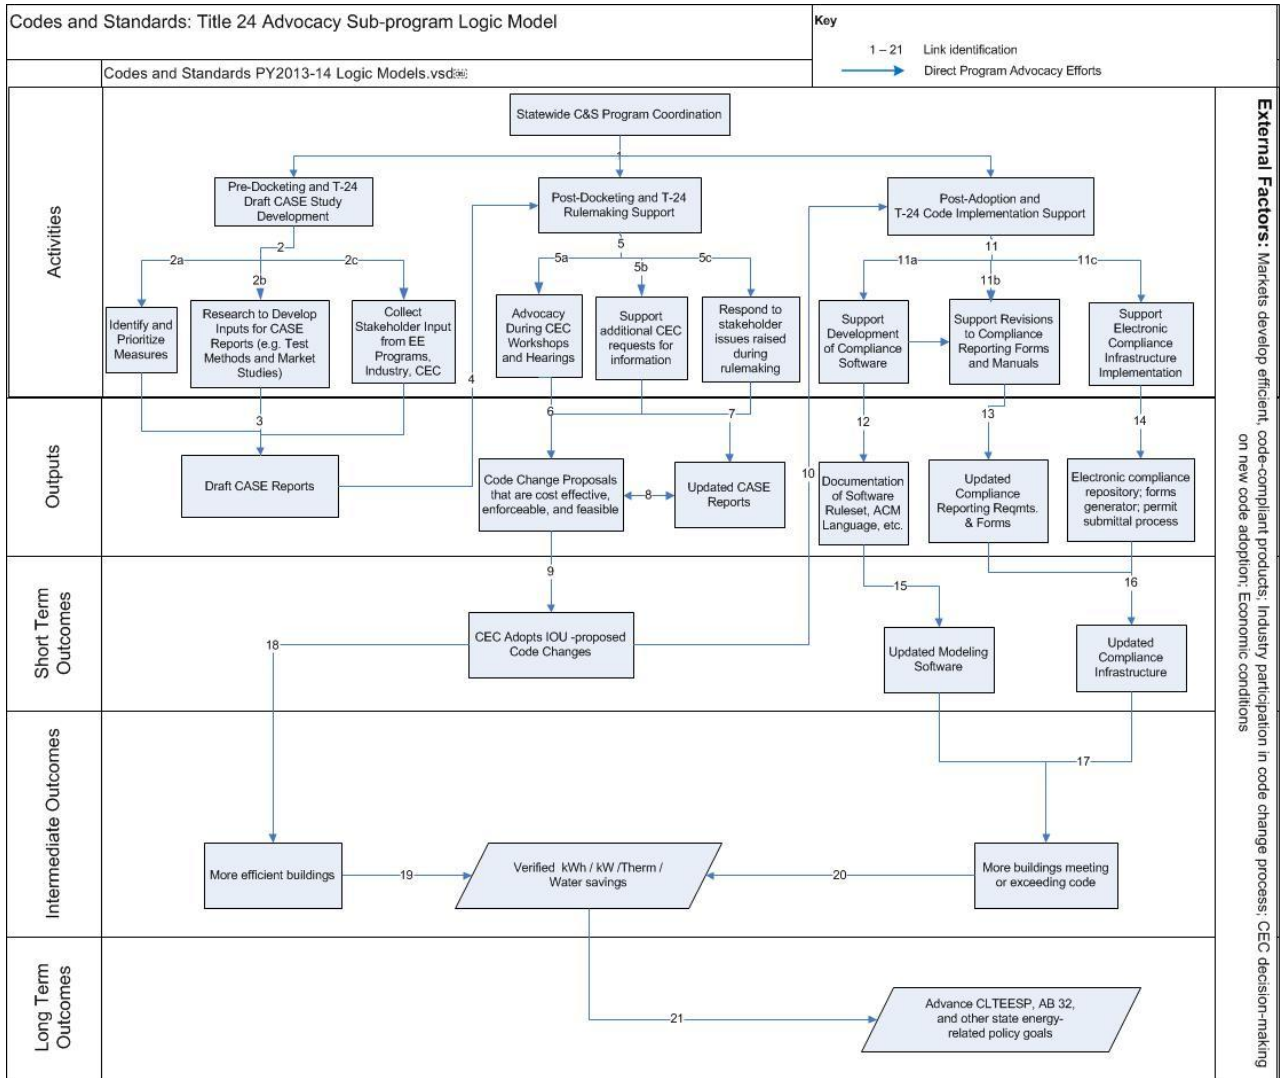 Codes and Standards: Title 24 Advocacy Sub-program Logic Model
Key
1 – 21 Link identification
Direct Program Advocacy Efforts
Codes and Standards PY2013-14 Logic Models.vsd
Activities
Statewide C&S Program Coordination
1
Pre-Docketing and T-24
Draft CASE Study
Development
Post-Docketing and T-24
Rulemaking Support
Post-Adoption and
T-24 Code Implementation Support
2
2a
2b
2c
5
5a
5b
5c
11
11a
11b
11c
Identify and
Prioritize
Measures
Research to Develop
Inputs for CASE
Reports (e.g. Test
Methods and Market
Studies)
Collect
Stakeholder Input
from EE
Programs,
Industry, CEC
Advocacy
During CEC
Workshops
and Hearings
Support
additional CEC
requests for
information
Respond to
stakeholder
issues raised
during
rulemaking
Support
Development
of Compliance
Software
Support Revisions
to Compliance
Reporting Forms
and Manuals
Support
Electronic
Compliance
Infrastructure
Implementation
4
Outputs
3
6
7
12
13
14
Draft CASE Reports
Code Change Proposals
that are cost effective,
enforceable, and feasible
8
Updated CASE
Reports
10
Documentation
of Software
Ruleset, ACM
Language, etc.
Updated
Compliance
Reporting Reqmts.
& Forms
Electronic compliance
repository; forms
generator; permit
submittal process
Short Term
Outcomes
9
15
16
18
CEC Adopts IOU -proposed
Code Changes
Updated Modeling
Software
Updated
Compliance
Infrastructure
Intermediate Outcomes
17
More efficient buildings
19
Verified kWh / kW /Therm /
Water savings
20
More buildings meeting
or exceeding code
Long Term
Outcomes
21
Advance CLTEESP, AB 32,
and other state energy-
related policy goals
External Factors: Markets develop efficient, code-compliant products; Industry participation in code change process; CEC decision-making
on new code adoption; Economic conditions